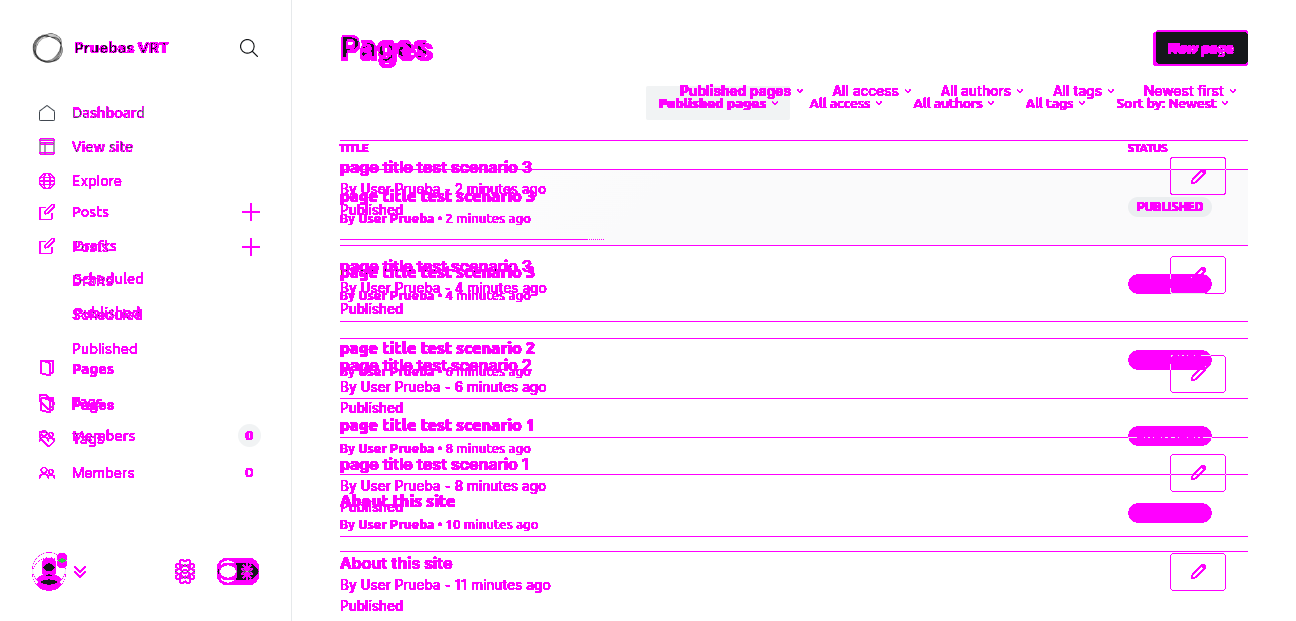 Pruebas VRT
Dashboard
View site
Explore
Posts
Drafts
Posts
Scheduled
Drafts
Published
Scheduled
Published
Pages
Tags
Pages
Members 0
Tags
Members 0
Pages
New page
Published pages All access All authors All tags Newest first
Published pages All access All authors All tags Sort by: Newest
TITLE STATUS
page title test scenario 3
By User Prueba - 2 minutes ago
page title test scenario 3
Published
By User Prueba • 2 minutes ago
PUBLISHED
page title test scenario 3
page title test scenario 3
By User Prueba - 4 minutes ago
By User Prueba • 4 minutes ago
Published
page title test scenario 2
page title test scenario 2
By User Prueba • 6 minutes ago
By User Prueba - 6 minutes ago
Published
page title test scenario 1
By User Prueba • 8 minutes ago
page title test scenario 1
By User Prueba - 8 minutes ago
About this site
Published
By User Prueba • 10 minutes ago
About this site
By User Prueba - 11 minutes ago
Published